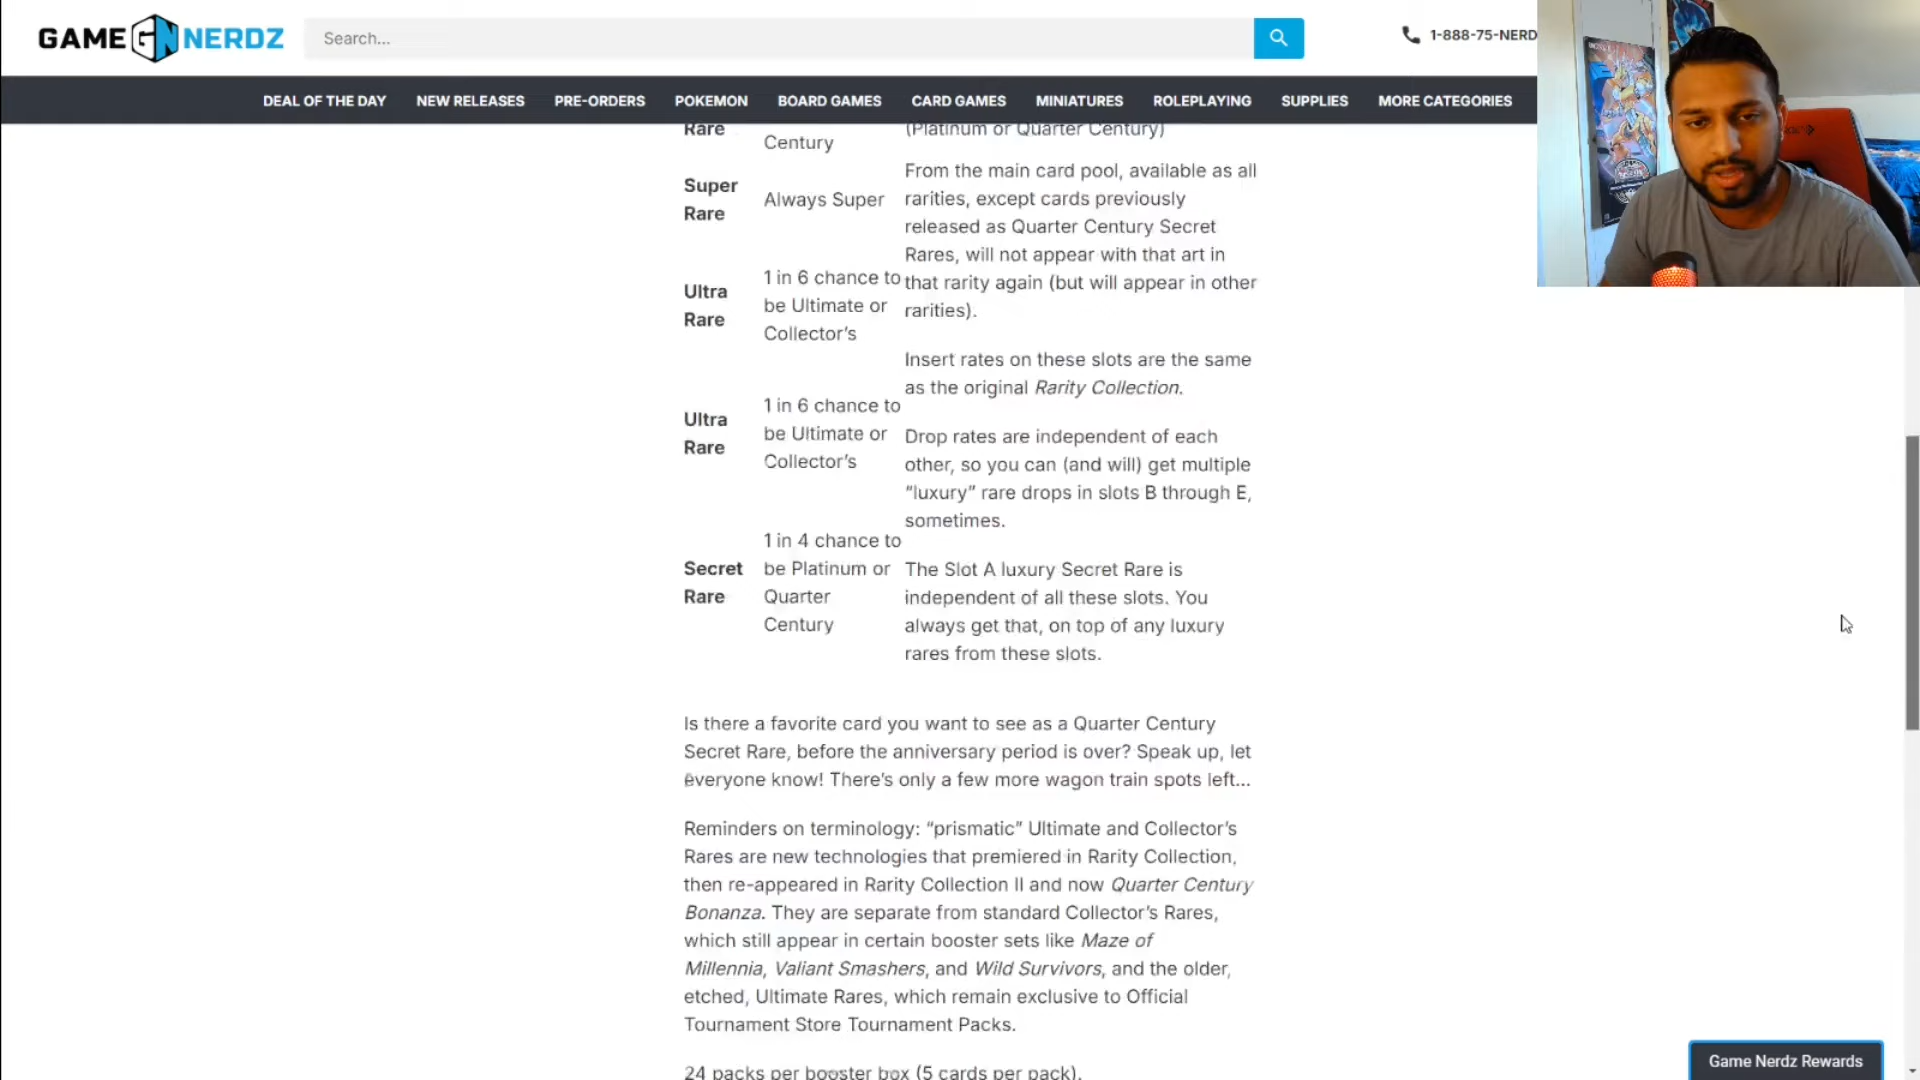 GAME NERDZ
Search...
1-888-75-NERD
DEAL OF THE DAY NEW RELEASES PRE-ORDERS POKEMON BOARD GAMES CARD GAMES MINIATURES ROLEPLAYING SUPPLIES MORE CATEGORIES
Rare
Century
(Platinum or Quarter Century)
Super
Rare
Always Super
From the main card pool, available as all
rarities, except cards previously
released as Quarter Century Secret
Rares, will not appear with that art in
that rarity again (but will appear in other
rarities).
Ultra
Rare
1 in 6 chance to
be Ultimate or
Collector’s
Insert rates on these slots are the same
as the original Rarity Collection.
Ultra
Rare
1 in 6 chance to
be Ultimate or
Collector’s
Drop rates are independent of each
other, so you can (and will) get multiple
“luxury” rare drops in slots B through E,
sometimes.
Secret
Rare
1 in 4 chance to
be Platinum or
Quarter
Century
The Slot A luxury Secret Rare is
independent of all these slots. You
always get that, on top of any luxury
rares from these slots.
Is there a favorite card you want to see as a Quarter Century
Secret Rare, before the anniversary period is over? Speak up, let
everyone know! There’s only a few more wagon train spots left...
Reminders on terminology: “prismatic” Ultimate and Collector’s
Rares are new technologies that premiered in Rarity Collection,
then re-appeared in Rarity Collection II and now Quarter Century
Bonanza. They are separate from standard Collector’s Rares,
which still appear in certain booster sets like Maze of
Millennia, Valiant Smashers, and Wild Survivors, and the older,
etched, Ultimate Rares, which remain exclusive to Official
Tournament Store Tournament Packs.
24 packs per booster box (5 cards per pack).
Game Nerdz Rewards